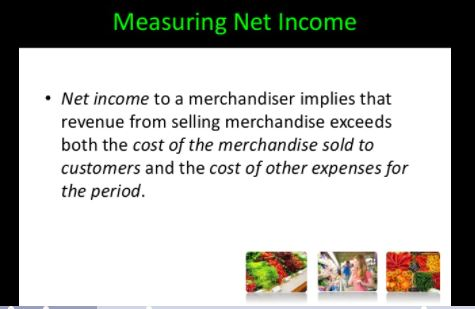 Measuring Net Income
• Net income to a merchandiser implies that
revenue from selling merchandise exceeds
both the cost of the merchandise sold to
customers and the cost of other expenses for
the period.